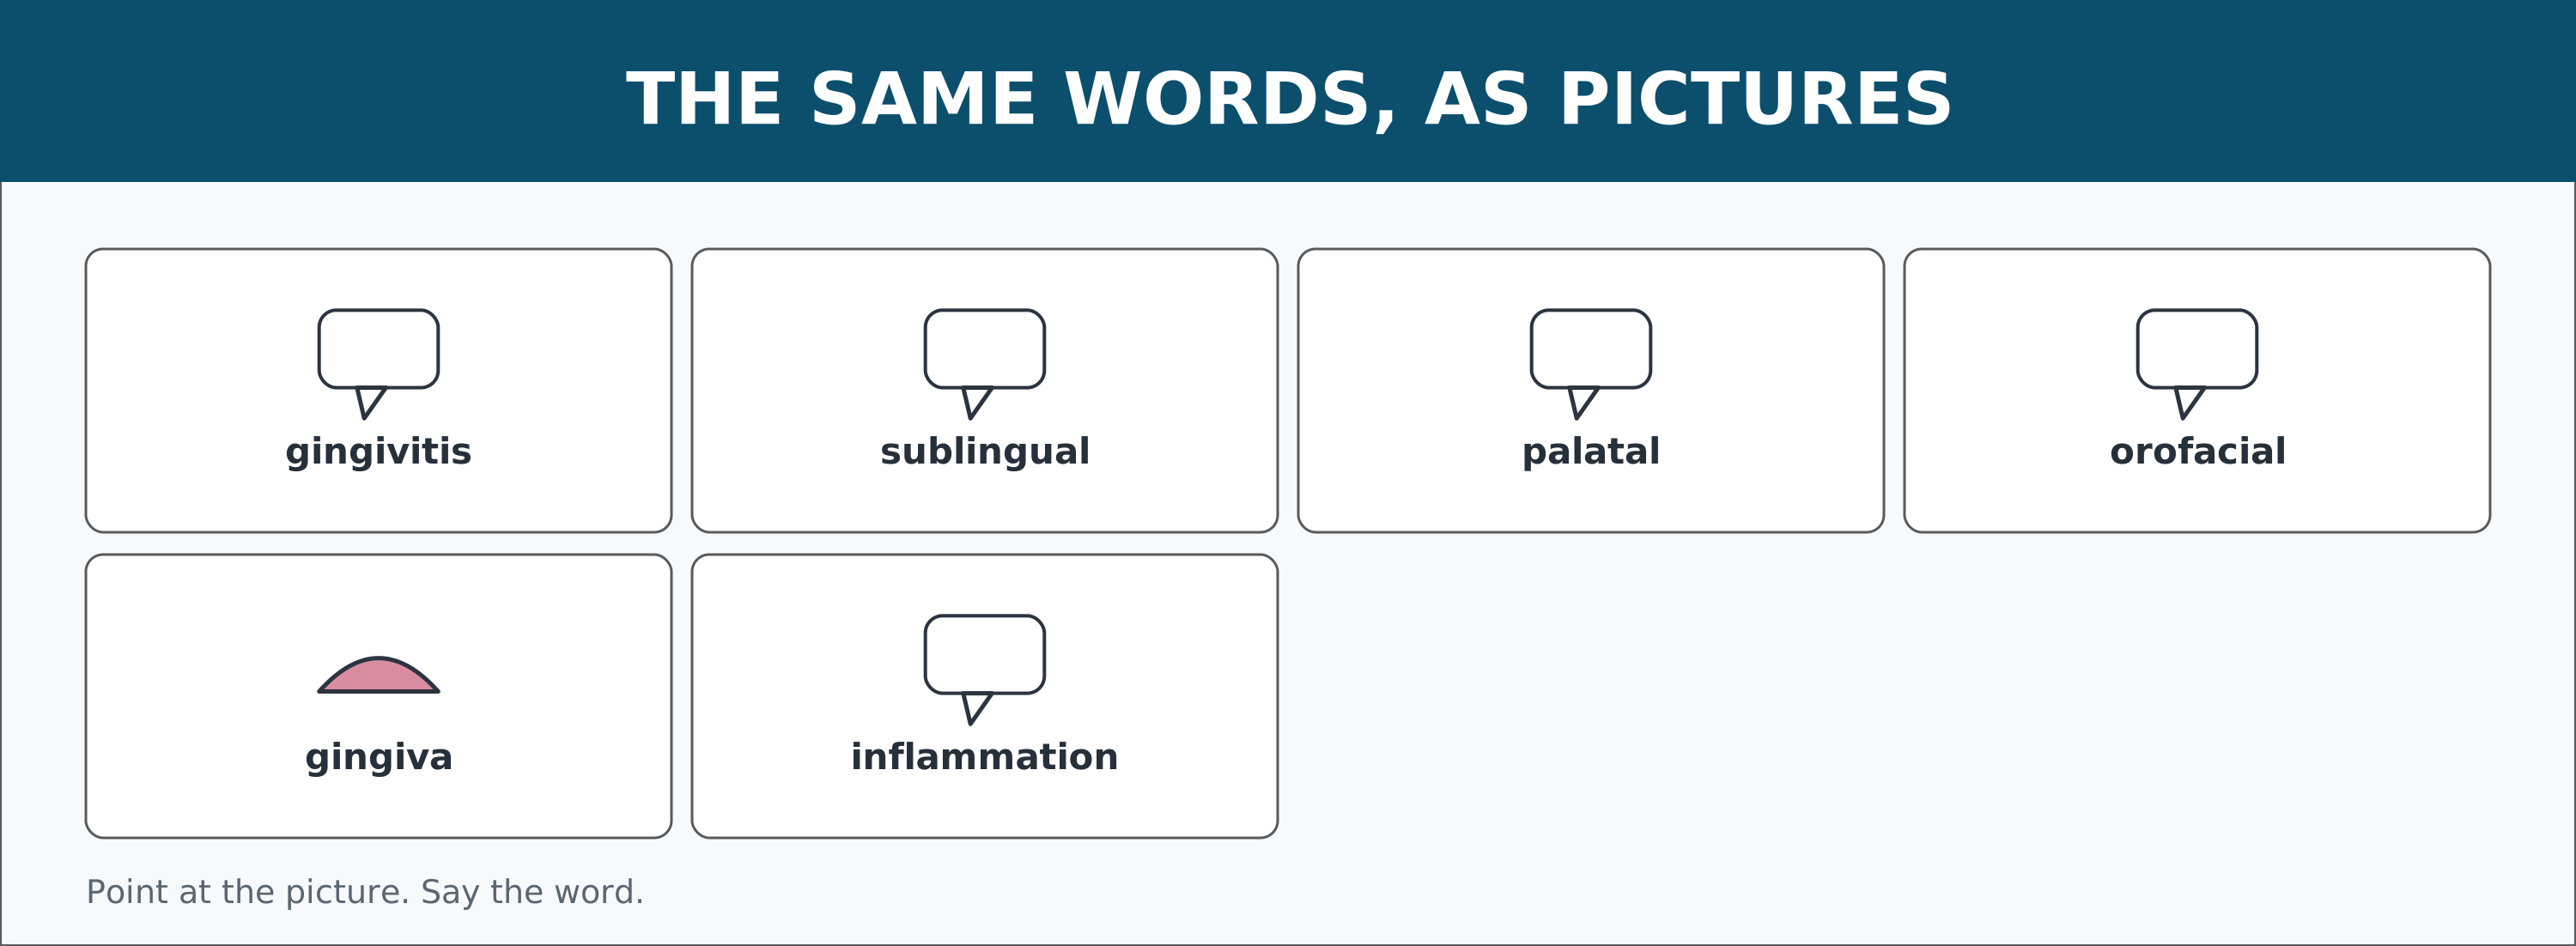 THE SAME WORDS, AS PICTURES
gingivitis
sublingual
palatal
orofacial
gingiva
inflammation
Point at the picture. Say the word.